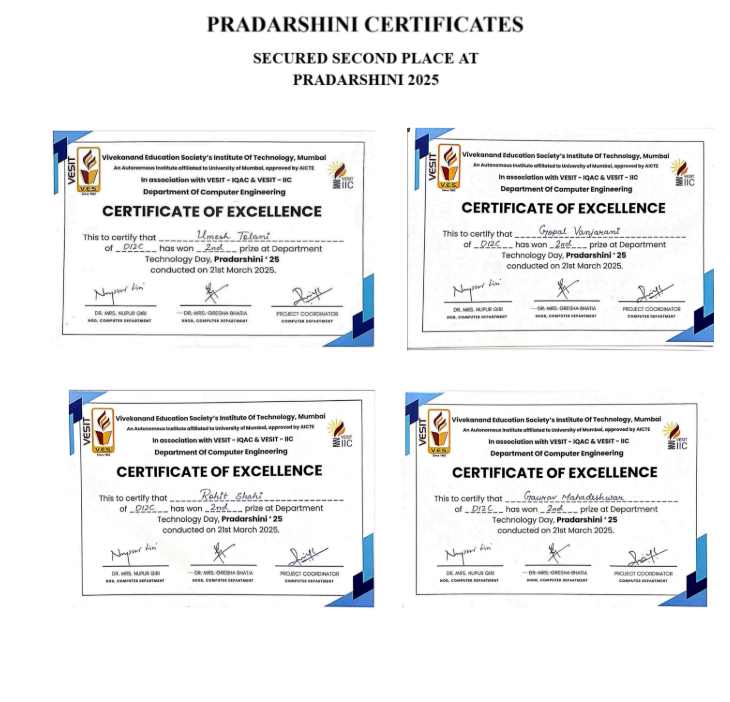 PRADARSHINI CERTIFICATES
SECURED SECOND PLACE AT
PRADARSHINI 2025
VESIT
V.E.S.
Since 1962
Vivekanand Education Society's Institute Of Technology, Mumbai
An Autonomous Institute affiliated to University of Mumbai, approved by AICTE
In association with VESIT - IQAC & VESIT - IIC
Department Of Computer Engineering
VESIT
IIC
CERTIFICATE OF EXCELLENCE
This to certify that Umesh Tolani
of D12C has won 2nd prize at Department
Technology Day, Pradarshini '25
conducted on 21st March 2025.
DR. MRS. NUPUR GIRI DR. MRS. GRESHA BHATIA PROJECT COORDINATOR
HOD, COMPUTER DEPARTMENT DHOD, COMPUTER DEPARTMENT COMPUTER DEPARTMENT
VESIT
V.E.S.
Since 1962
Vivekanand Education Society's Institute Of Technology, Mumbai
An Autonomous Institute affiliated to University of Mumbai, approved by AICTE
In association with VESIT - IQAC & VESIT - IIC
Department Of Computer Engineering
VESIT
IIC
CERTIFICATE OF EXCELLENCE
This to certify that Gopal Vanjarani
of D12C has won 2nd prize at Department
Technology Day, Pradarshini '25
conducted on 21st March 2025.
DR. MRS. NUPUR GIRI DR. MRS. GRESHA BHATIA PROJECT COORDINATOR
HOD, COMPUTER DEPARTMENT DHOD, COMPUTER DEPARTMENT COMPUTER DEPARTMENT
VESIT
V.E.S.
Since 1962
Vivekanand Education Society's Institute Of Technology, Mumbai
An Autonomous Institute affiliated to University of Mumbai, approved by AICTE
In association with VESIT - IQAC & VESIT - IIC
Department Of Computer Engineering
VESIT
IIC
CERTIFICATE OF EXCELLENCE
This to certify that Rohit Shahi
of D12C has won 2nd prize at Department
Technology Day, Pradarshini '25
conducted on 21st March 2025.
DR. MRS. NUPUR GIRI DR. MRS. GRESHA BHATIA PROJECT COORDINATOR
HOD, COMPUTER DEPARTMENT DHOD, COMPUTER DEPARTMENT COMPUTER DEPARTMENT
VESIT
V.E.S.
Since 1962
Vivekanand Education Society's Institute Of Technology, Mumbai
An Autonomous Institute affiliated to University of Mumbai, approved by AICTE
In association with VESIT - IQAC & VESIT - IIC
Department Of Computer Engineering
VESIT
IIC
CERTIFICATE OF EXCELLENCE
This to certify that Gaurav Mahadeshwar
of D12C has won 2nd prize at Department
Technology Day, Pradarshini '25
conducted on 21st March 2025.
DR. MRS. NUPUR GIRI DR. MRS. GRESHA BHATIA PROJECT COORDINATOR
HOD, COMPUTER DEPARTMENT DHOD, COMPUTER DEPARTMENT COMPUTER DEPARTMENT